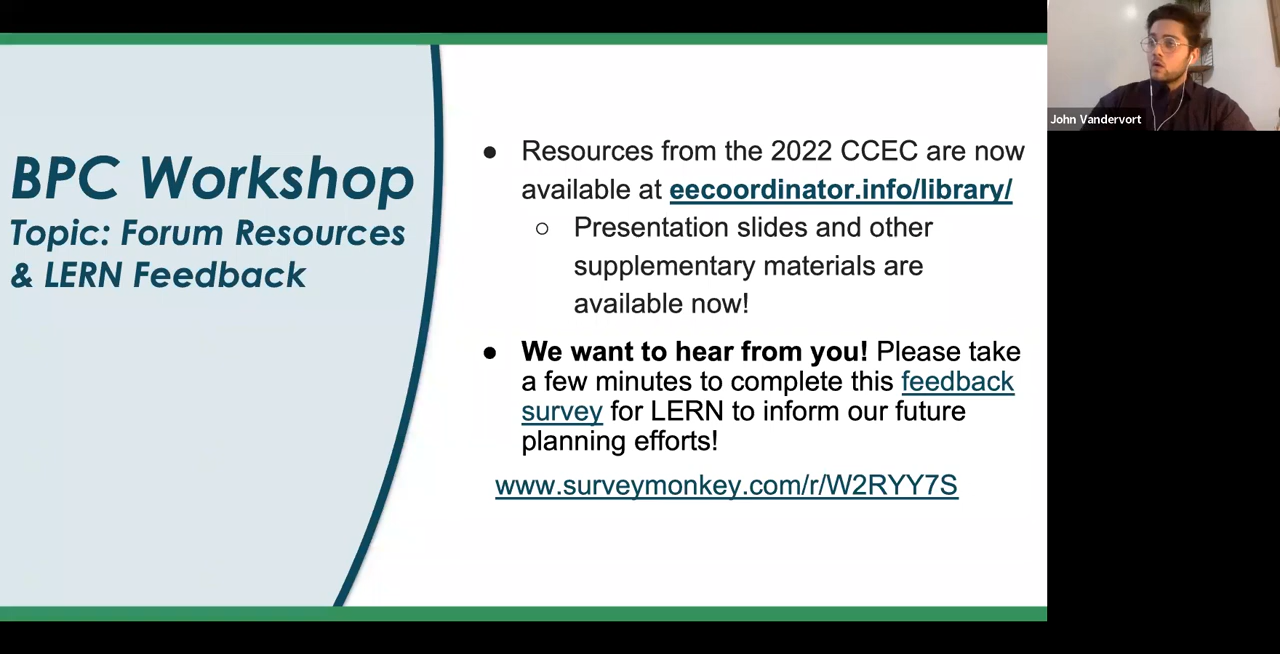 BPC Workshop
Topic: Forum Resources
& LERN Feedback
● Resources from the 2022 CCEC are now
available at eecoordinator.info/library/
○ Presentation slides and other
supplementary materials are
available now!
● We want to hear from you! Please take
a few minutes to complete this feedback
survey for LERN to inform our future
planning efforts!
www.surveymonkey.com/r/W2RYY7S
John Vandervort